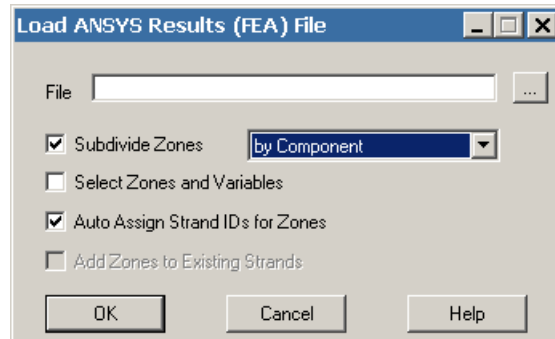 Load ANSYS Results (FEA) File
File
...
Subdivide Zones by Component
Select Zones and Variables
Auto Assign Strand IDs for Zones
Add Zones to Existing Strands
OK Cancel Help